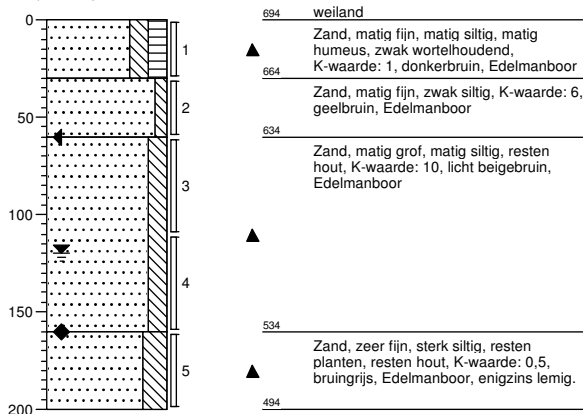 0
50
100
150
200
1
2
3
4
5
694 weiland
Zand, matig fijn, matig siltig, matig
humeus, zwak wortelhoudend,
K-waarde: 1, donkerbruin, Edelmanboor
664
Zand, matig fijn, zwak siltig, K-waarde: 6,
geelbruin, Edelmanboor
634
Zand, matig grof, matig siltig, resten
hout, K-waarde: 10, licht beigebruin,
Edelmanboor
534
Zand, zeer fijn, sterk siltig, resten
planten, resten hout, K-waarde: 0,5,
bruingrijs, Edelmanboor, enigzins lemig.
494